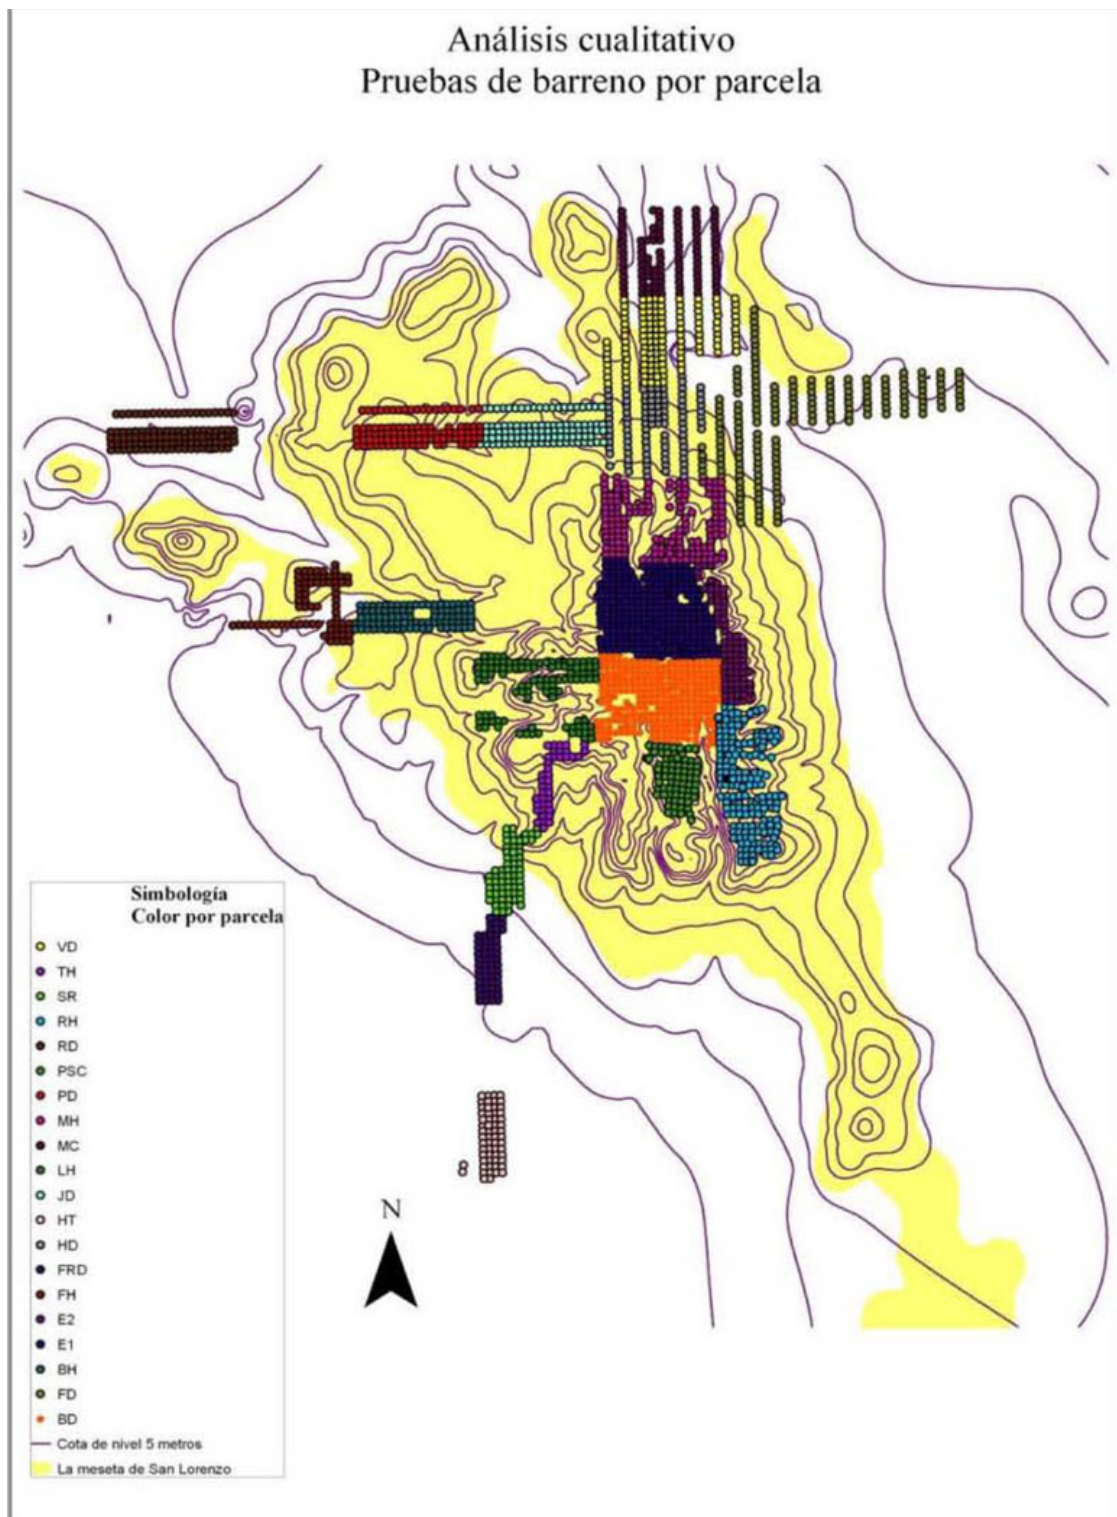 Análisis cualitativo
Pruebas de barreno por parcela
N
Simbología
Color por parcela
VD
TH
SR
RH
RD
PSC
PD
MH
MC
LH
JD
HT
HD
FRD
FH
E2
E1
BH
FD
BD
Cota de nivel 5 metros
La meseta de San Lorenzo